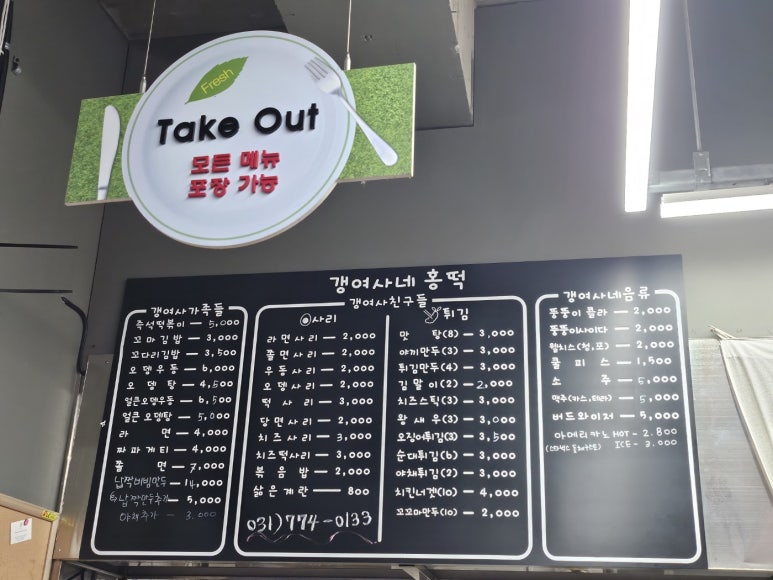 Fresh
Take Out
모든 메뉴
포장 가능
갱여사네 홍떡
갱여사가족들
즉석떡볶이 - 5,000
꼬마김밥 - 3,000
꼬다리김밥 - 3,500
오뎅우동 - 6,000
오뎅탕 - 4,500
얼큰오뎅우동 - 6,500
얼큰오뎅탕 - 5,000
라면 - 4,000
짜파게티 - 4,000
쫄면 - 7,000
납짝비빔만두 - 14,000
납짝만두추가 - 5,000
야채추가 - 3.000
갱여사친구들
사리
라면사리 - 2,000
쫄면사리 - 2,000
우동사리 - 2,000
오뎅사리 - 2,000
떡사리 - 2,000
당면사리 - 2,000
치즈사리 - 2,000
치즈떡사리 - 3,000
볶음밥 - 2,000
삶은계란 - 800
031)774-0133
튀김
맛탕(8) - 3,000
야끼만두(3) - 3,000
튀김만두(4) - 3,000
김말이(2) - 2,000
치즈스틱(3) - 3,000
왕새우(3) - 3,000
오징어튀김(3) - 3,500
순대튀김(6) - 3,000
야채튀김(2) - 3,000
치킨너겟(10) - 4,000
꼬꼬마만두(10) - 2,000
갱여사네음류
뚱뚱이콜라 - 2,000
뚱뚱이사이다 - 2,000
웰치스(청,포) - 2,000
쿨피스 - 1,500
소주 - 5,000
맥주(카스,테라) - 5,000
버드와이저 - 5,000
아메리카노 HOT - 2.800
ICE - 3.000